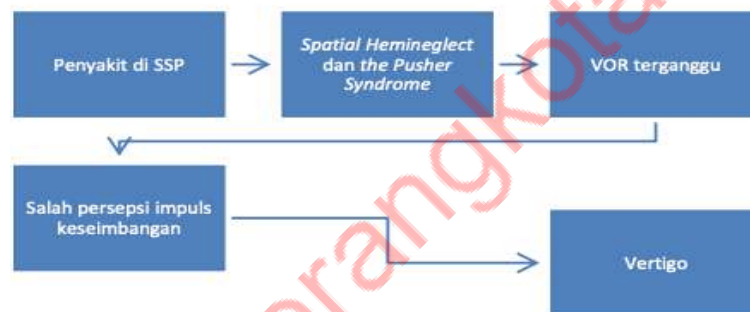 Penyakit di SSP
Spatial Hemineglect
dan the Pusher
Syndrome
VOR terganggu
Salah persepsi impuls
keseimbangan
Vertigo